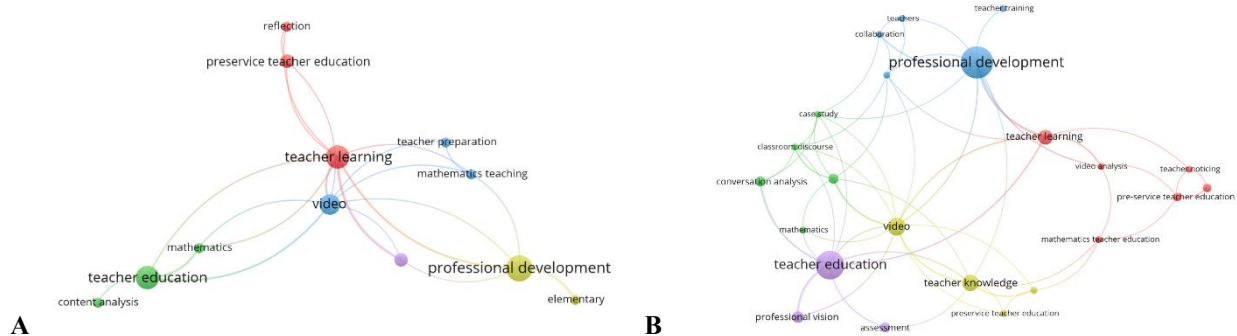 reflection
preservice teacher education
teacher learning
teacher preparation
mathematics teaching
video
mathematics
teacher education
content analysis
professional development
elementary
A
teacher training
teachers
collaboration
professional development
case study
classroom discourse
conversation analysis
teacher learning
video analysis
teacher noticing
pre-service teacher education
mathematics teacher education
video
mathematics
teacher education
teacher knowledge
preservice teacher education
professional vision
assessment
B